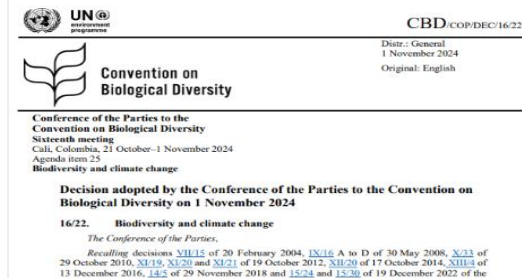 UN
environment
programme
CBD/COP/DEC/16/22
Distr.: General
1 November 2024
Original: English
Convention on
Biological Diversity
Conference of the Parties to the
Convention on Biological Diversity
Sixteenth meeting
Cali, Colombia, 21 October–1 November 2024
Agenda item 25
Biodiversity and climate change
Decision adopted by the Conference of the Parties to the Convention on
Biological Diversity on 1 November 2024
16/22. Biodiversity and climate change
The Conference of the Parties,
Recalling decisions VII/15 of 20 February 2004, IX/16 A to D of 30 May 2008, X/33 of
29 October 2010, XI/19, XI/20 and XI/21 of 19 October 2012, XII/20 of 17 October 2014, XIII/4 of
13 December 2016, 14/5 of 29 November 2018 and 15/24 and 15/30 of 19 December 2022 of the